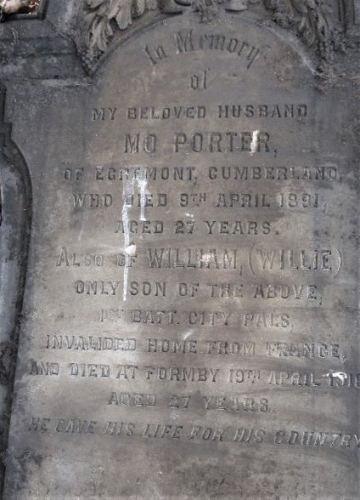 In Memory
of
MY BELOVED HUSBAND
MO PORTER,
OF EGREMONT, CUMBERLAND,
WHO DIED 9TH APRIL 1891,
AGED 27 YEARS.
ALSO OF WILLIAM, (WILLIE)
ONLY SON OF THE ABOVE,
1ST BATT. CITY PALS,
INVALIDED HOME FROM FRANCE,
AND DIED AT FORMBY 19TH APRIL
AGED 27 YEARS.
HE GAVE HIS LIFE FOR HIS COUNTRY